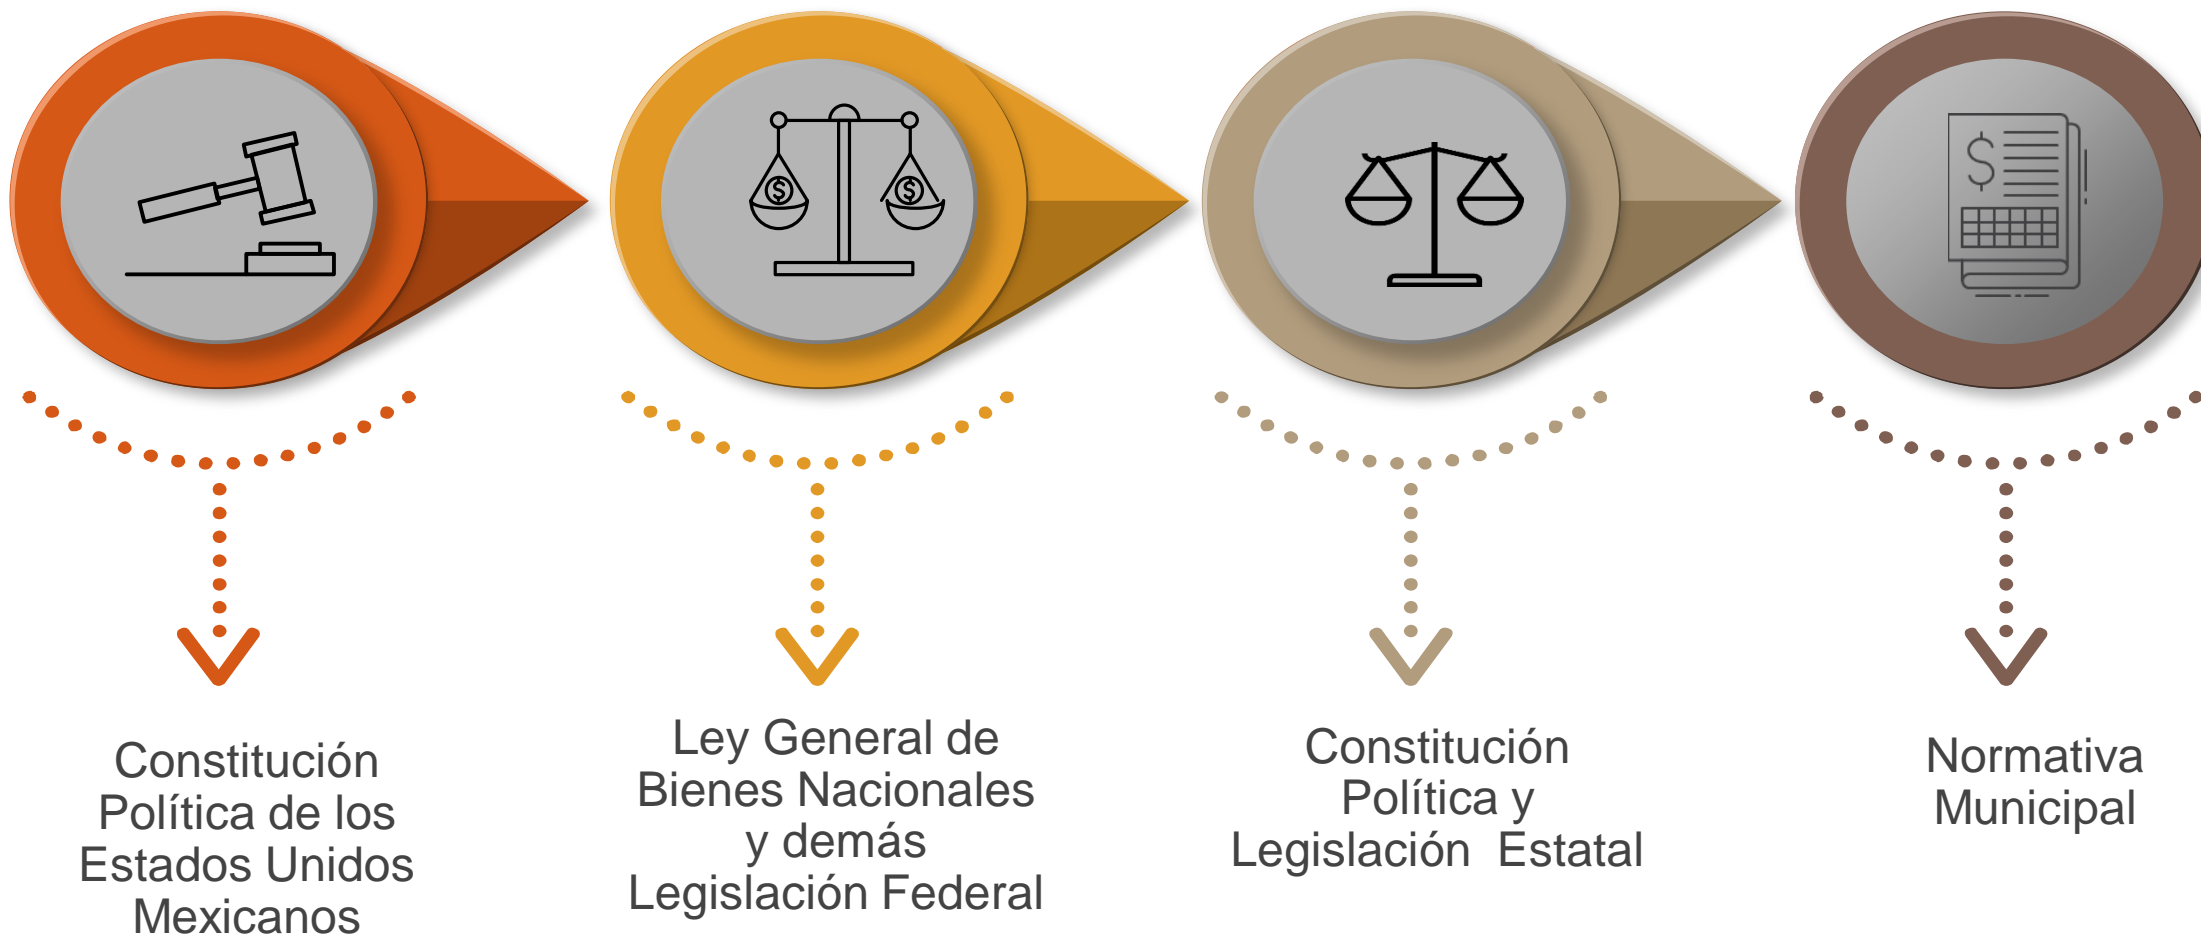 Constitución
Política de los
Estados Unidos
Mexicanos
Ley General de
Bienes Nacionales
y demás
Legislación Federal
Constitución
Política y
Legislación  Estatal
Normativa
Municipal
$
$
$